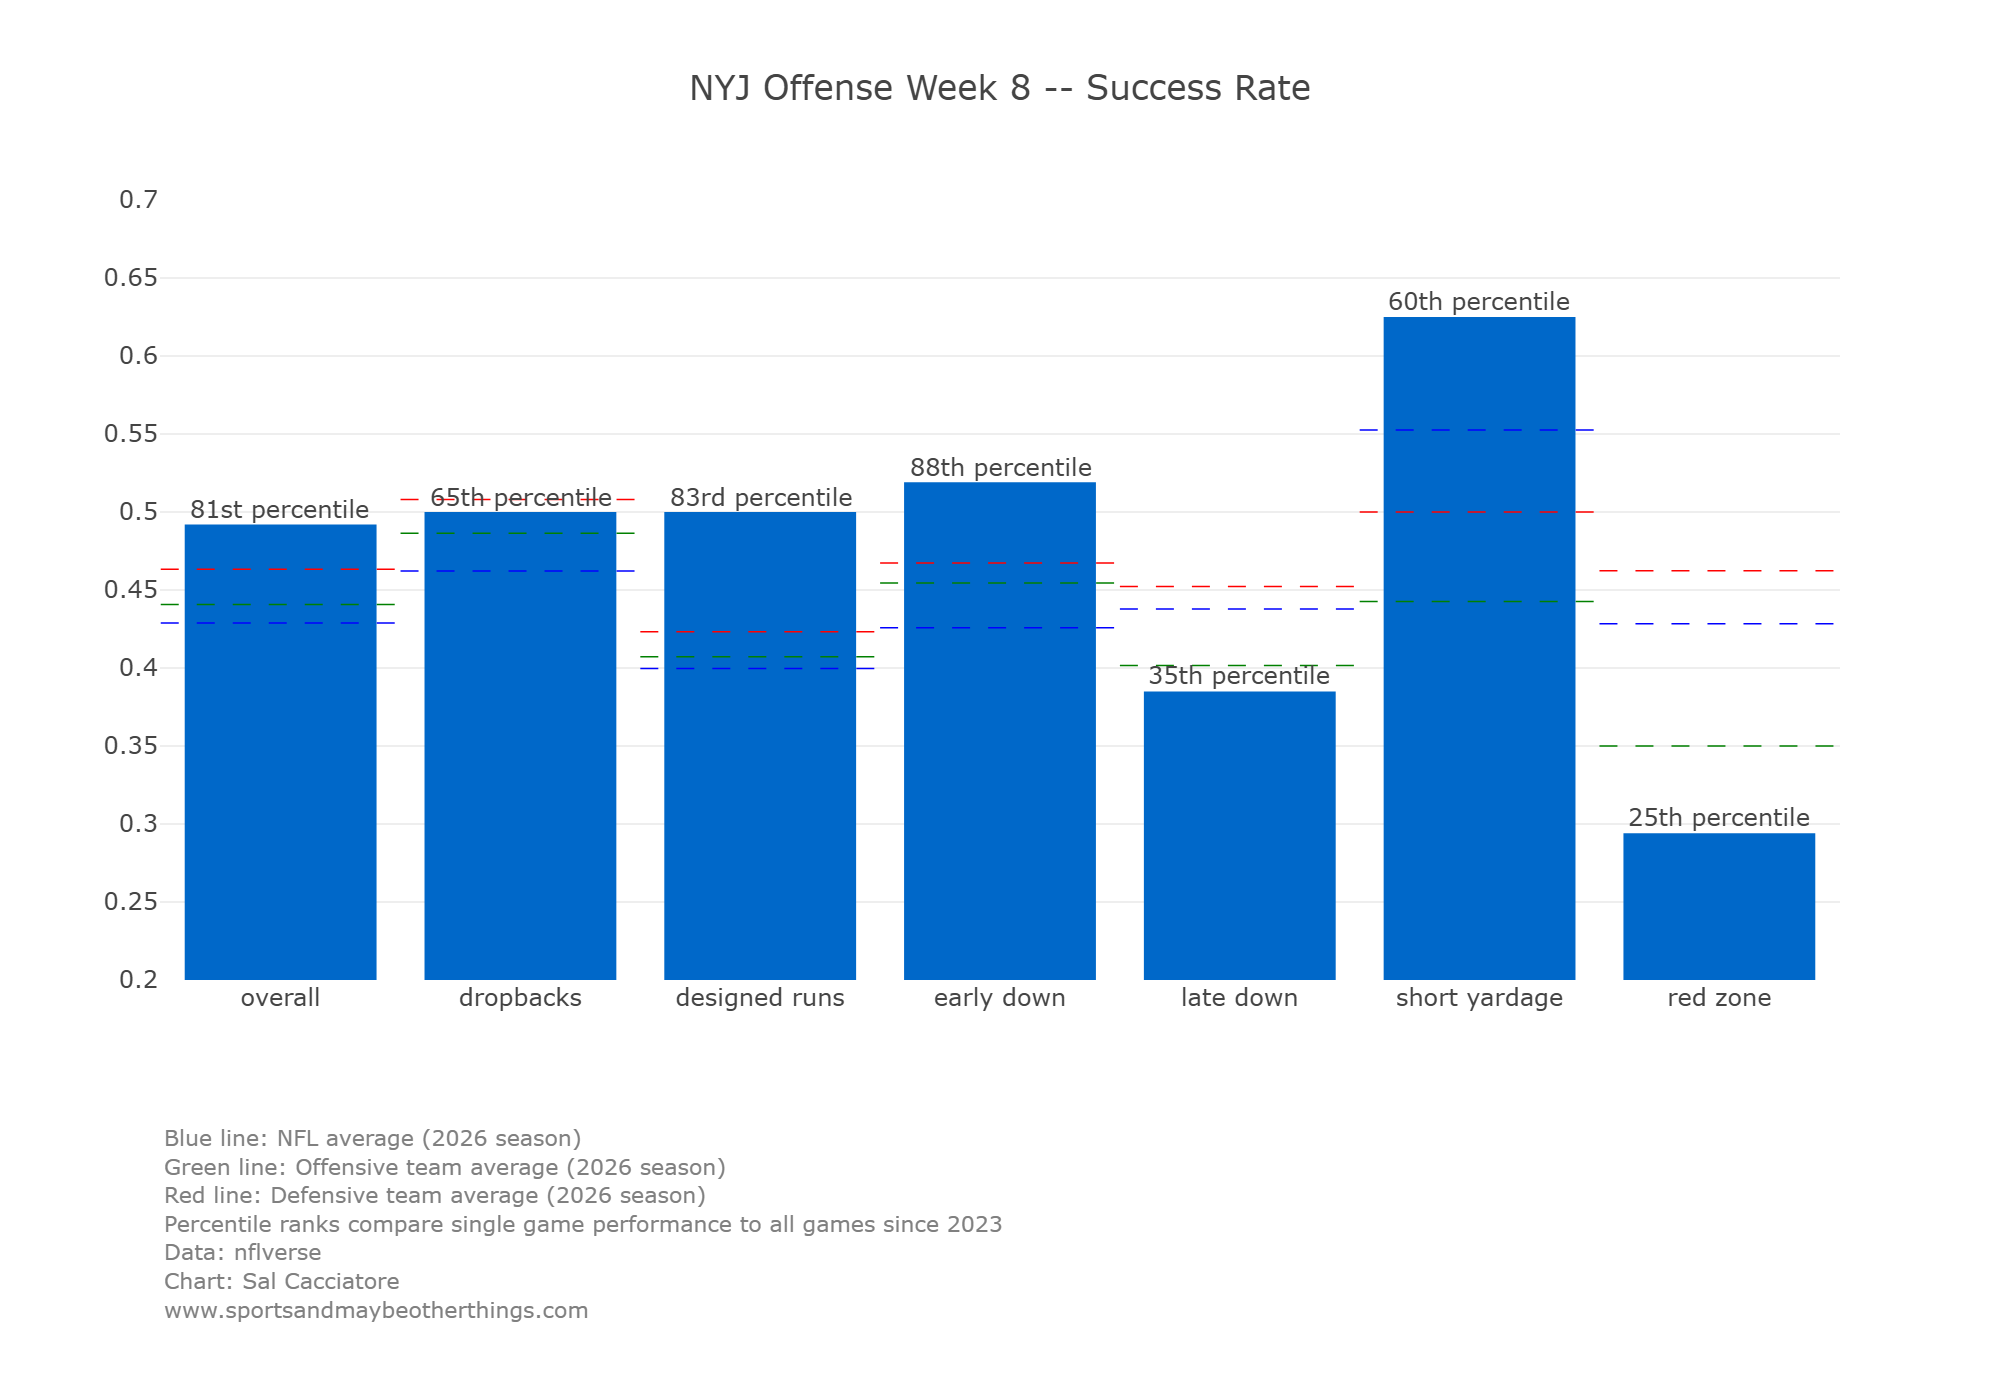 NYJ Offense Week 8 -- Success Rate
0.7
0.65
0.6
0.55
0.5
0.45
0.4
0.35
0.3
0.25
0.2
81st percentile
65th percentile
83rd percentile
88th percentile
35th percentile
60th percentile
25th percentile
overall
dropbacks
designed runs
early down
late down
short yardage
red zone
Blue line: NFL average (2026 season)
Green line: Offensive team average (2026 season)
Red line: Defensive team average (2026 season)
Percentile ranks compare single game performance to all games since 2023
Data: nflverse
Chart: Sal Cacciatore
www.sportsandmaybeotherthings.com